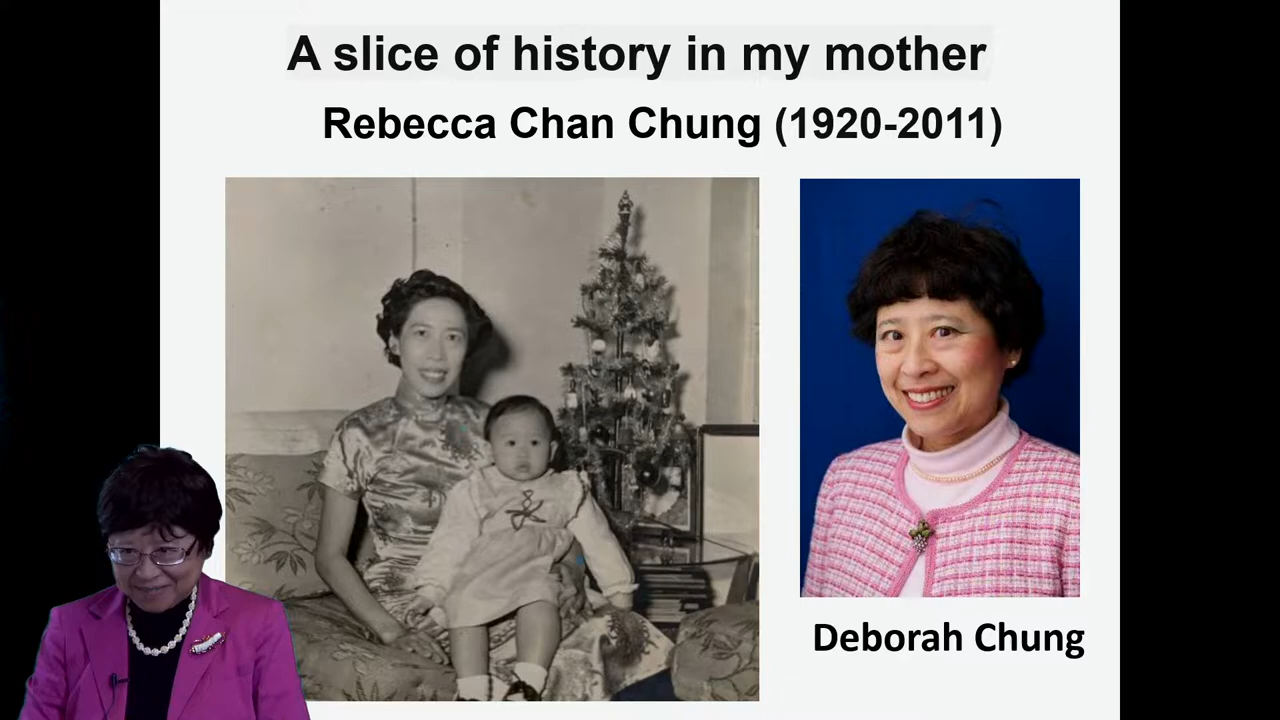 A slice of history in my mother
Rebecca Chan Chung (1920-2011)
Deborah Chung